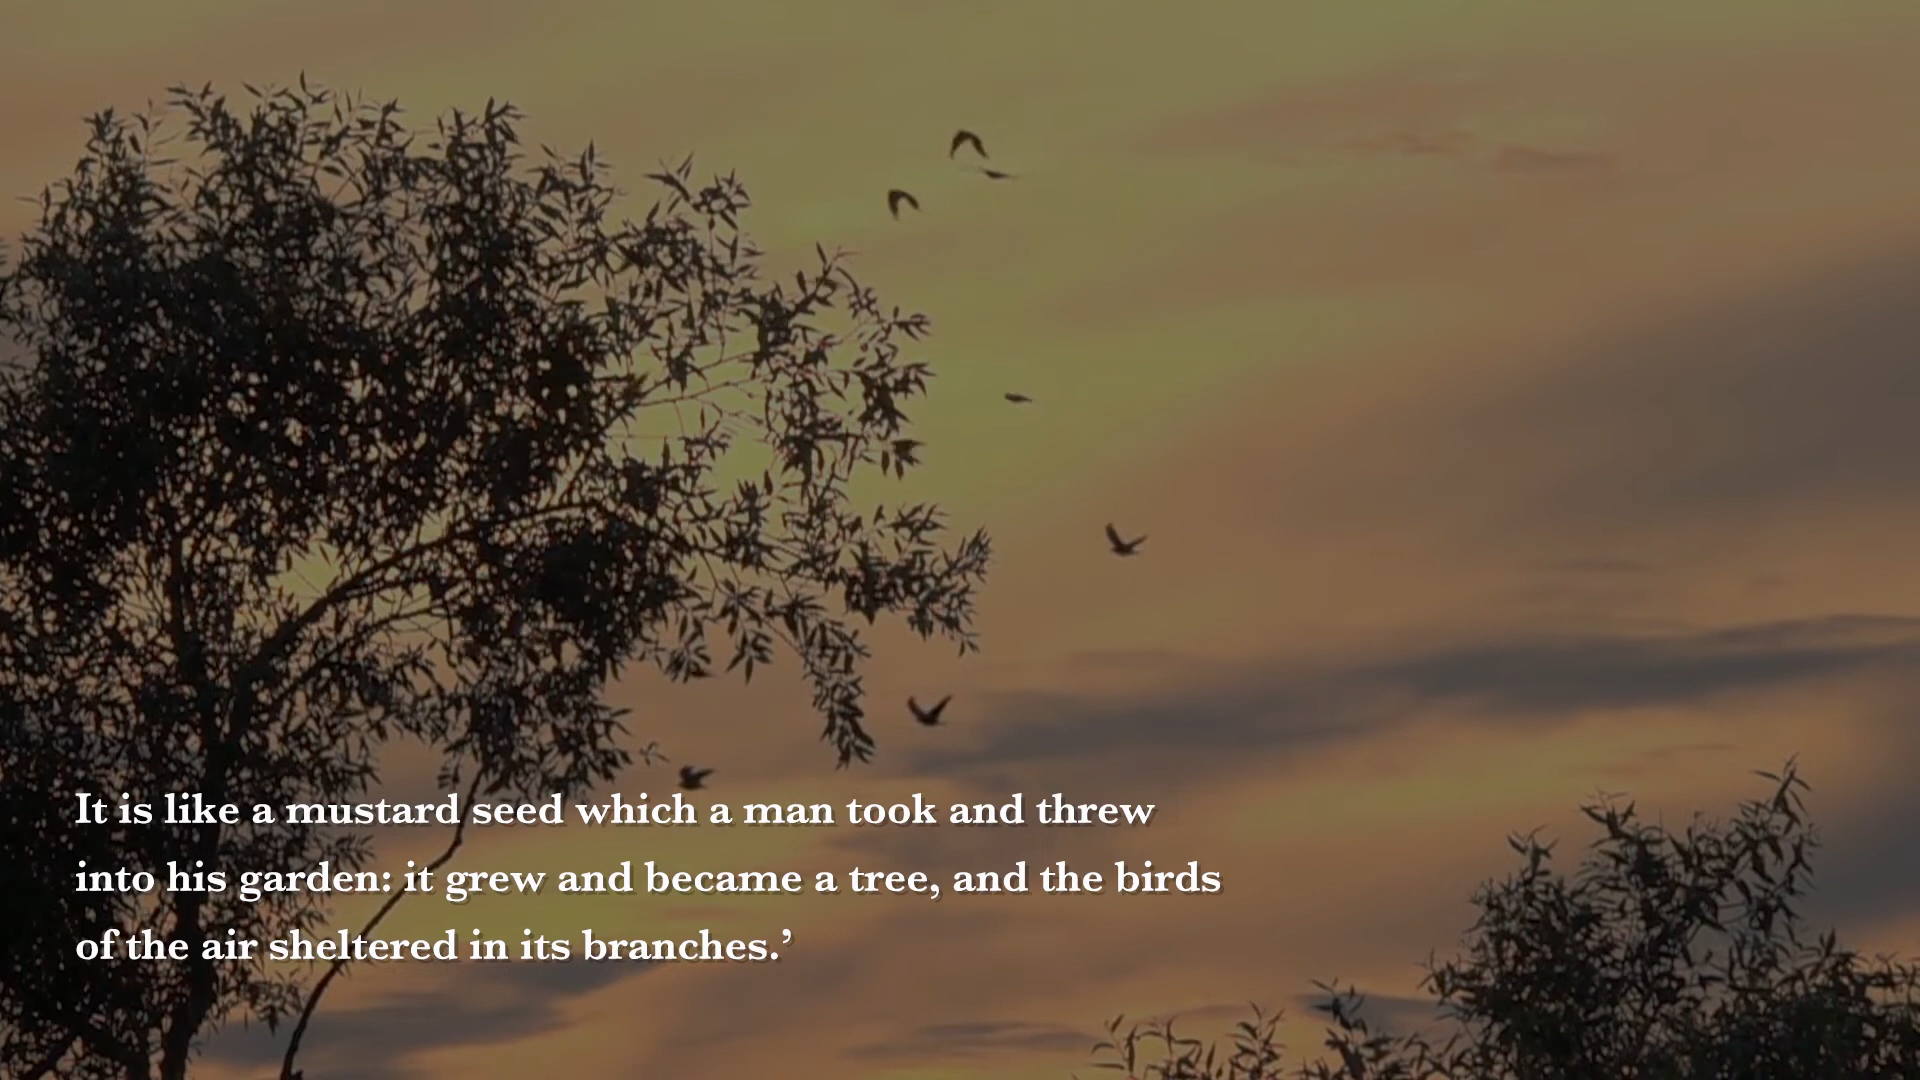 It is like a mustard seed which a man took and threw
into his garden: it grew and became a tree, and the birds
of the air sheltered in its branches.’